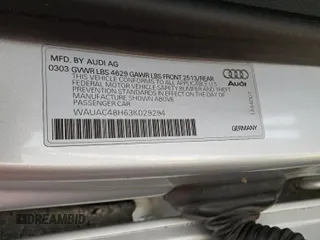 MFD. BY AUDI AG
0303 GVWR LBS 4629 GAWR LBS FRONT 2513/REAR
THIS VEHICLE CONFORMS TO ALL APPLICABLE U.S.
FEDERAL MOTOR VEHICLE SAFETY, BUMPER, AND THEFT
PREVENTION STANDARDS IN EFFECT ON THE DATE OF
MANUFACTURE SHOWN ABOVE.
PASSENGER CAR
WAUAC48H63K029294
Audi
GERMANY
DREAMBID